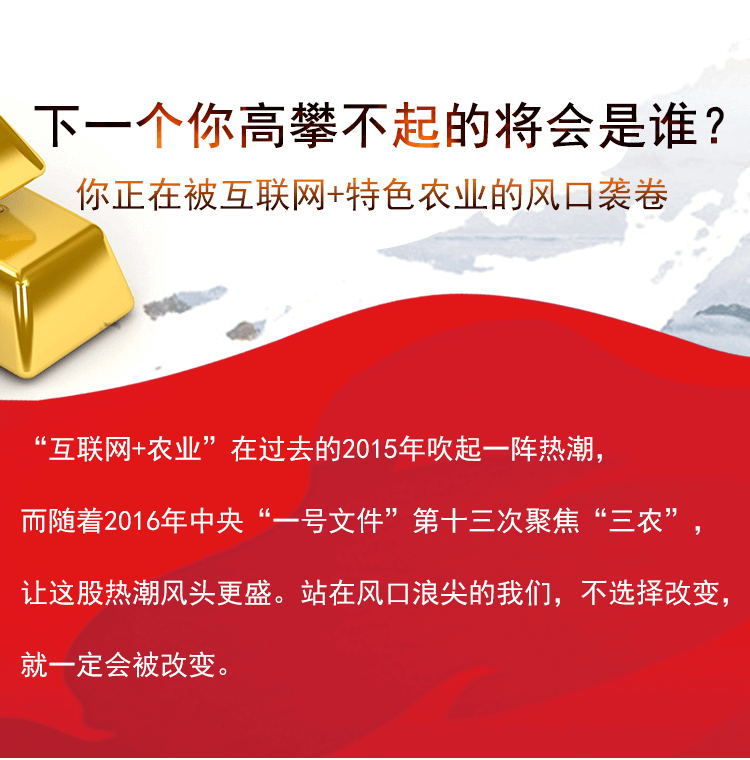 下一个你高攀不起的将会是谁？
你正在被互联网+特色农业的风口袭卷
“互联网+农业”在过去的2015年吹起一阵热潮，
而随着2016年中央“一号文件”第十三次聚焦“三农”，
让这股热潮风头更盛。站在风口浪尖的我们，不选择改变，
就一定会被改变。